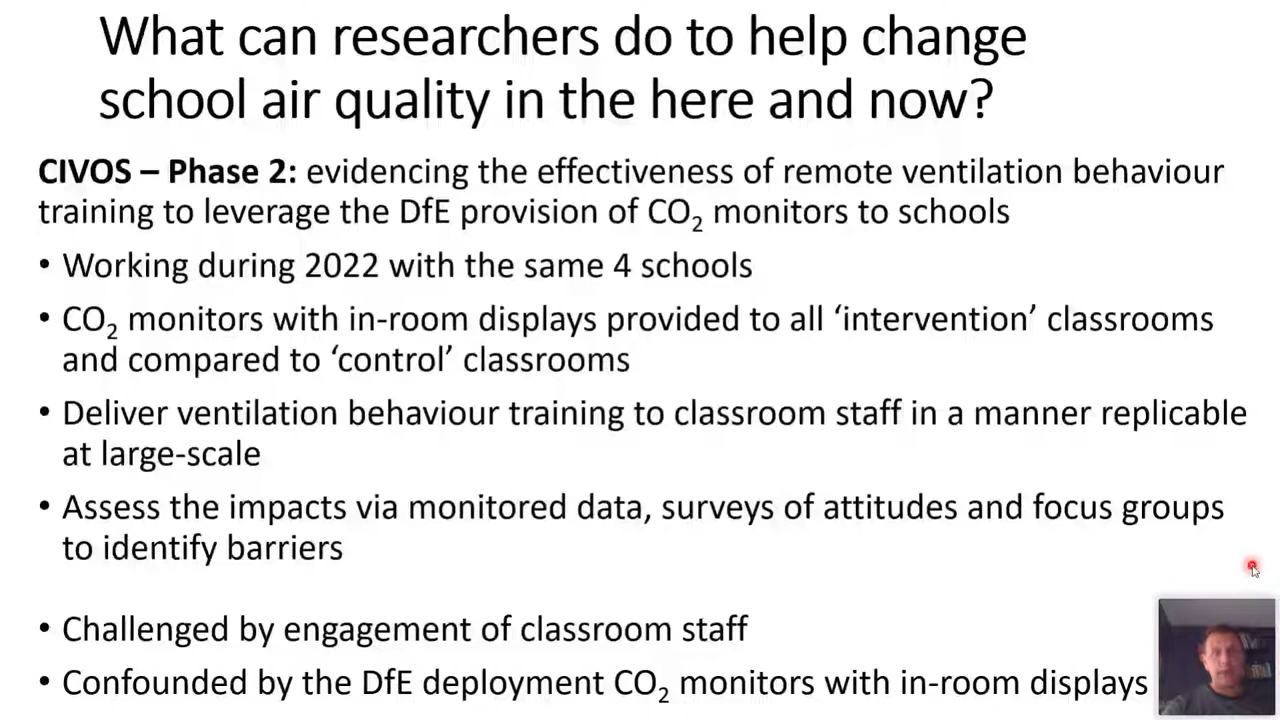 What can researchers do to help change
school air quality in the here and now?
CIVOS – Phase 2: evidencing the effectiveness of remote ventilation behaviour
training to leverage the DfE provision of CO₂ monitors to schools
• Working during 2022 with the same 4 schools
• CO₂ monitors with in-room displays provided to all ‘intervention’ classrooms
and compared to ‘control’ classrooms
• Deliver ventilation behaviour training to classroom staff in a manner replicable
at large-scale
• Assess the impacts via monitored data, surveys of attitudes and focus groups
to identify barriers
• Challenged by engagement of classroom staff
• Confounded by the DfE deployment CO₂ monitors with in-room displays